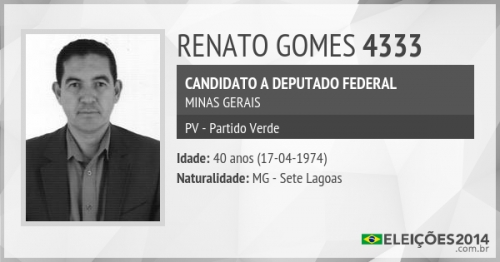 RENATO GOMES 4333
CANDIDATO A DEPUTADO FEDERAL
MINAS GERAIS
PV - Partido Verde
Idade: 40 anos (17-04-1974)
Naturalidade: MG - Sete Lagoas
ELEIÇÕES2014
.com.br